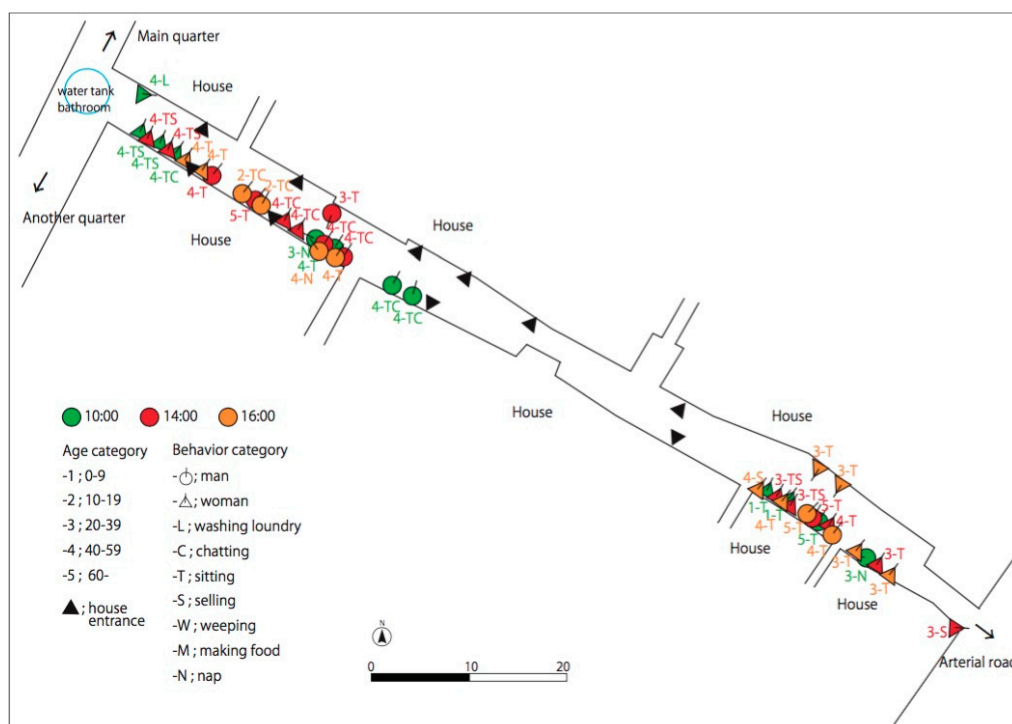 Main quarter
4-L
House
water tank
bathroom
4-TS
4-TS
4-T
4-T
4-TS
4-TS
4-TC
4-T
2-TC
2-TC
3-T
4-TC
4-TC
5-T
4-TC
4-TC
Another quarter
House
House
3-N
4-T
4-N
4-T
4-TC
4-TC
House
House
3-T
3-T
4-S
3-TS
3-TS
1-T
1-T
5-T
4-T
4-T
5-T
5-T
4-T
House
3-T
3-T
3-N
3-T
House
3-S
Arterial road
10:00
14:00
16:00
Age category
Behavior category
-1 ; 0-9
-2 ; 10-19
-3 ; 20-39
-4 ; 40-59
-5 ; 60-
; house
entrance
- ; man
- ; woman
-L ; washing loundry
-C ; chatting
-T ; sitting
-S ; selling
-W ; weeping
-M ; making food
-N ; nap
N
0
10
20